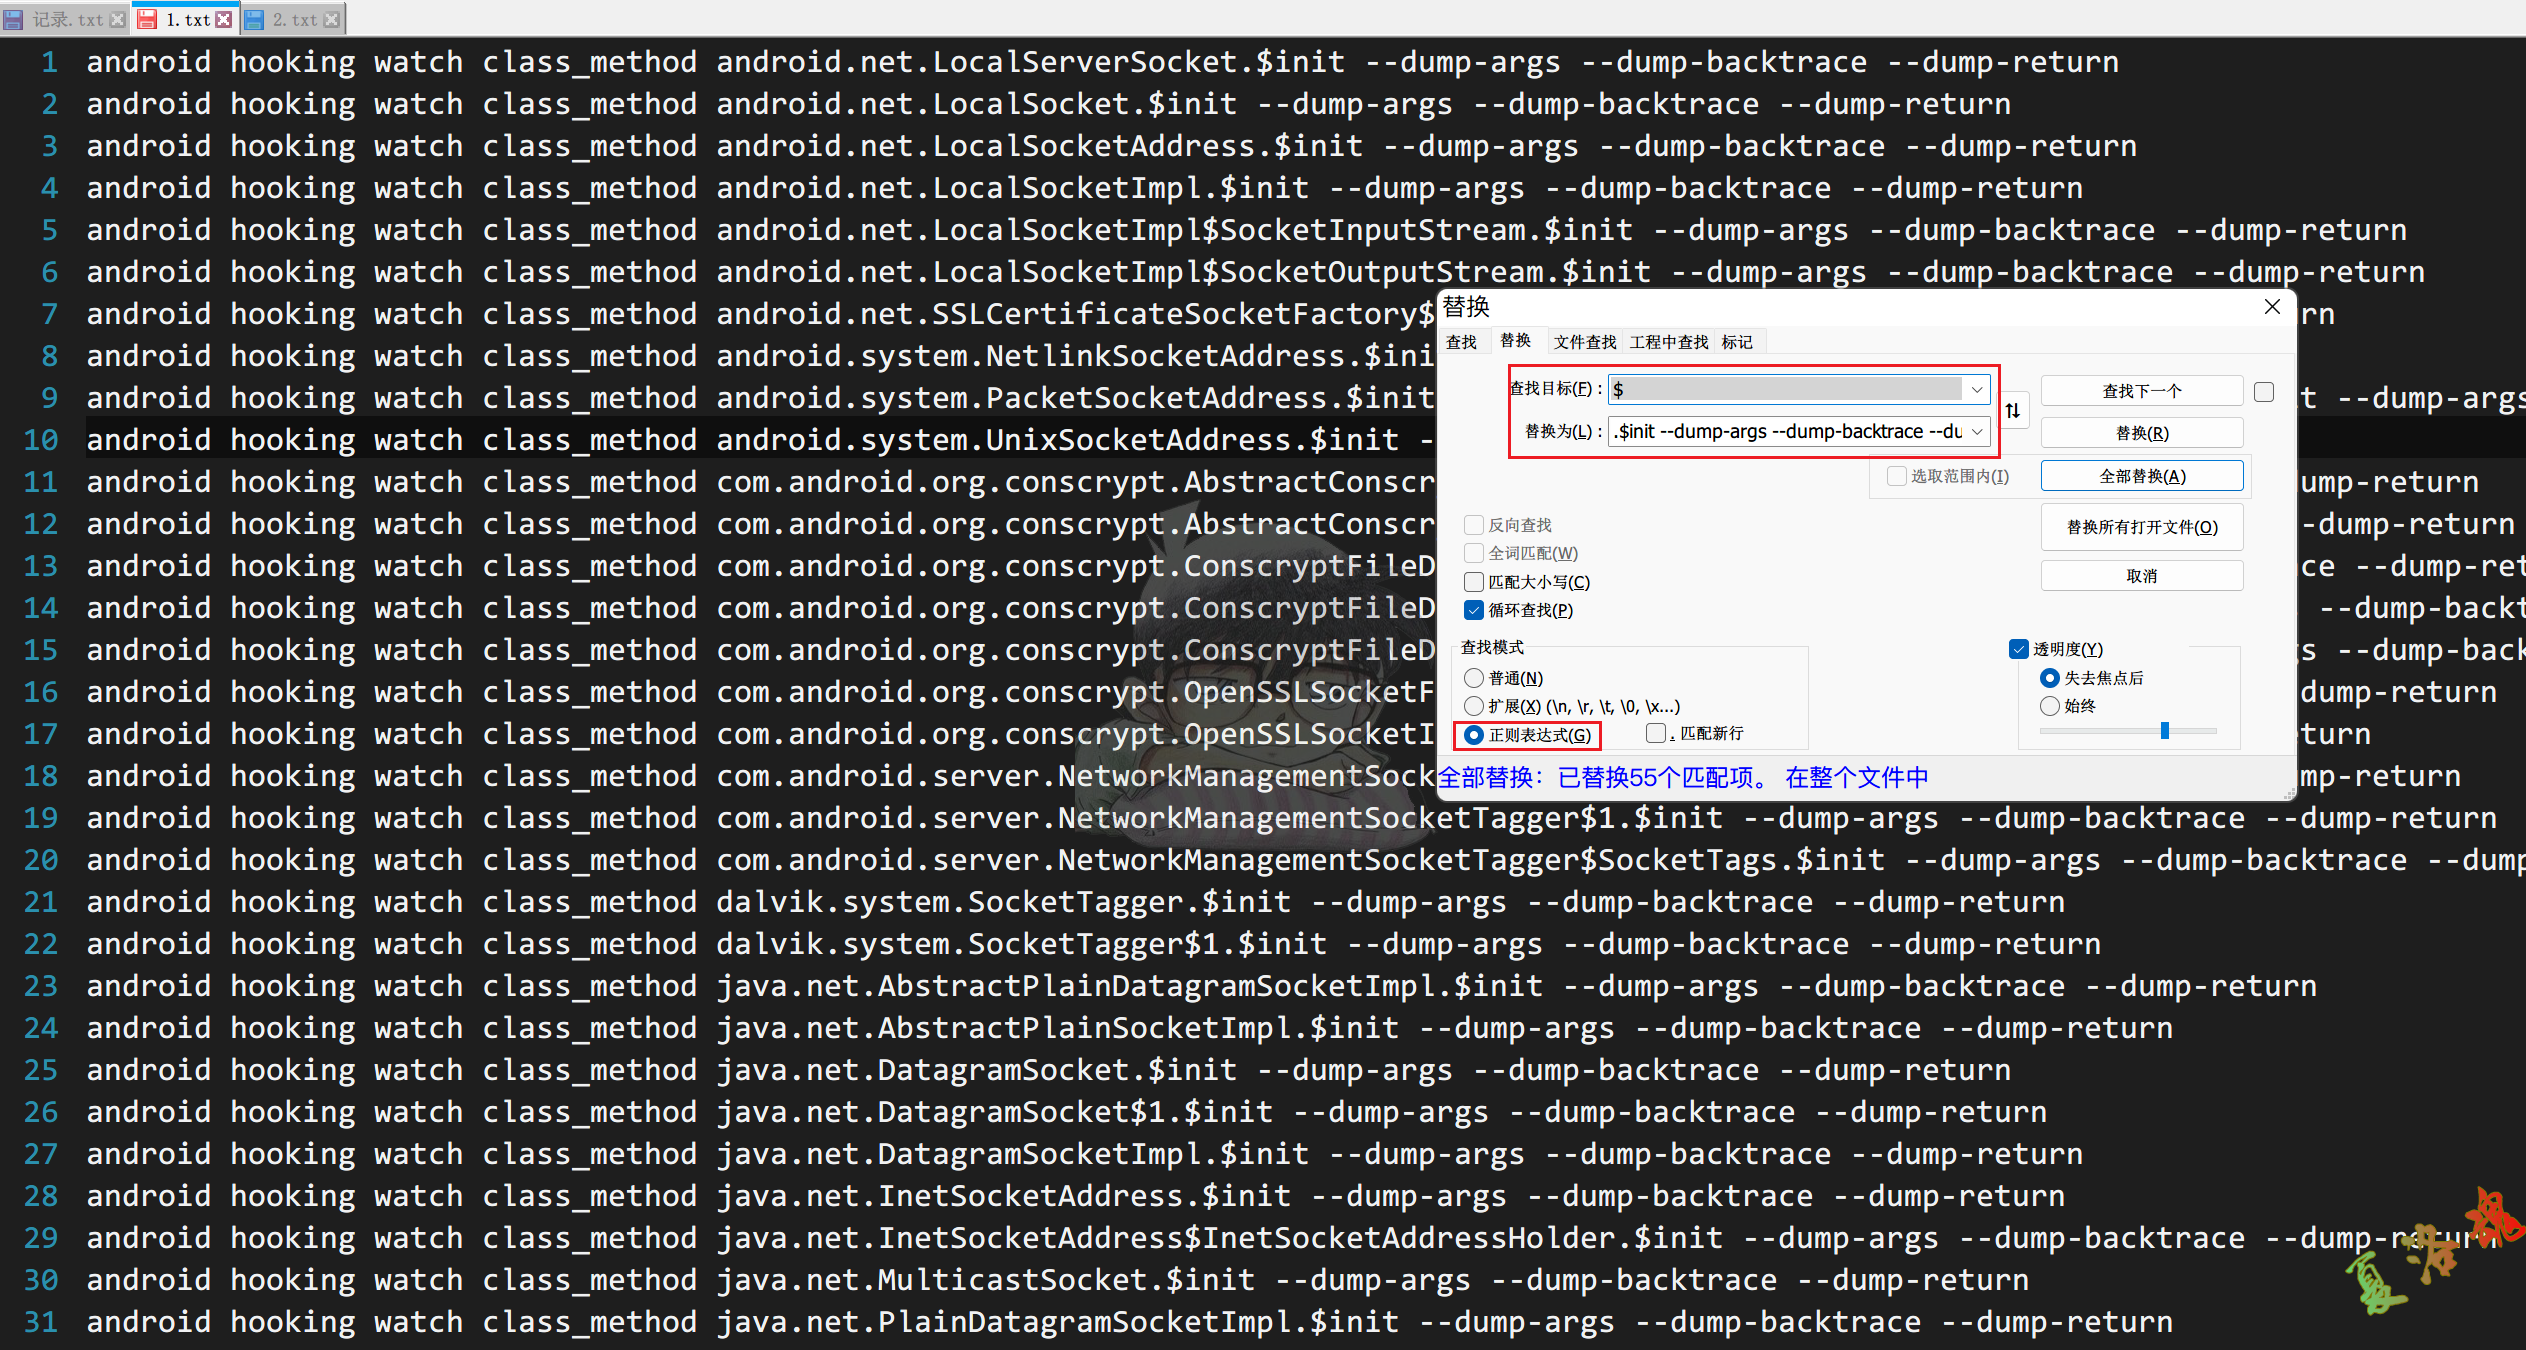 记录.txt 1.txt 2.txt
1 android hooking watch class_method android.net.LocalServerSocket.$init --dump-args --dump-backtrace --dump-return
2 android hooking watch class_method android.net.LocalSocket.$init --dump-args --dump-backtrace --dump-return
3 android hooking watch class_method android.net.LocalSocketAddress.$init --dump-args --dump-backtrace --dump-return
4 android hooking watch class_method android.net.LocalSocketImpl.$init --dump-args --dump-backtrace --dump-return
5 android hooking watch class_method android.net.LocalSocketImpl$SocketInputStream.$init --dump-args --dump-backtrace --dump-return
6 android hooking watch class_method android.net.LocalSocketImpl$SocketOutputStream.$init --dump-args --dump-backtrace --dump-return
7 android hooking watch class_method android.net.SSLCertificateSocketFactory$ rn
8 android hooking watch class_method android.system.NetlinkSocketAddress.$ini
9 android hooking watch class_method android.system.PacketSocketAddress.$init t --dump-args
10 android hooking watch class_method android.system.UnixSocketAddress.$init -
11 android hooking watch class_method com.android.org.conscrypt.AbstractConscr ump-return
12 android hooking watch class_method com.android.org.conscrypt.AbstractConscr -dump-return
13 android hooking watch class_method com.android.org.conscrypt.ConscryptFileD ce --dump-ret
14 android hooking watch class_method com.android.org.conscrypt.ConscryptFileD --dump-backt
15 android hooking watch class_method com.android.org.conscrypt.ConscryptFileD s --dump-back
16 android hooking watch class_method com.android.org.conscrypt.OpenSSLSocketF dump-return
17 android hooking watch class_method com.android.org.conscrypt.OpenSSLSocketI turn
18 android hooking watch class_method com.android.server.NetworkManagementSock mp-return
19 android hooking watch class_method com.android.server.NetworkManagementSocketTagger$1.$init --dump-args --dump-backtrace --dump-return
20 android hooking watch class_method com.android.server.NetworkManagementSocketTagger$SocketTags.$init --dump-args --dump-backtrace --dump
21 android hooking watch class_method dalvik.system.SocketTagger.$init --dump-args --dump-backtrace --dump-return
22 android hooking watch class_method dalvik.system.SocketTagger$1.$init --dump-args --dump-backtrace --dump-return
23 android hooking watch class_method java.net.AbstractPlainDatagramSocketImpl.$init --dump-args --dump-backtrace --dump-return
24 android hooking watch class_method java.net.AbstractPlainSocketImpl.$init --dump-args --dump-backtrace --dump-return
25 android hooking watch class_method java.net.DatagramSocket.$init --dump-args --dump-backtrace --dump-return
26 android hooking watch class_method java.net.DatagramSocket$1.$init --dump-args --dump-backtrace --dump-return
27 android hooking watch class_method java.net.DatagramSocketImpl.$init --dump-args --dump-backtrace --dump-return
28 android hooking watch class_method java.net.InetSocketAddress.$init --dump-args --dump-backtrace --dump-return
29 android hooking watch class_method java.net.InetSocketAddress$InetSocketAddressHolder.$init --dump-args --dump-backtrace --dump-return
30 android hooking watch class_method java.net.MulticastSocket.$init --dump-args --dump-backtrace --dump-return
31 android hooking watch class_method java.net.PlainDatagramSocketImpl.$init --dump-args --dump-backtrace --dump-return
替换
查找 替换 文件查找 工程中查找 标记
查找目标(F) : $
查找下一个
替换为(L) : .$init --dump-args --dump-backtrace --du
替换(R)
选取范围内(I) 全部替换(A)
替换所有打开文件(O)
取消
反向查找
全词匹配(W)
匹配大小写(C)
循环查找(P)
查找模式
普通(N)
扩展(X) (\n, \r, \t, \0, \x...)
正则表达式(G) . 匹配新行
透明度(Y)
失去焦点后
始终
全部替换: 已替换55个匹配项。 在整个文件中